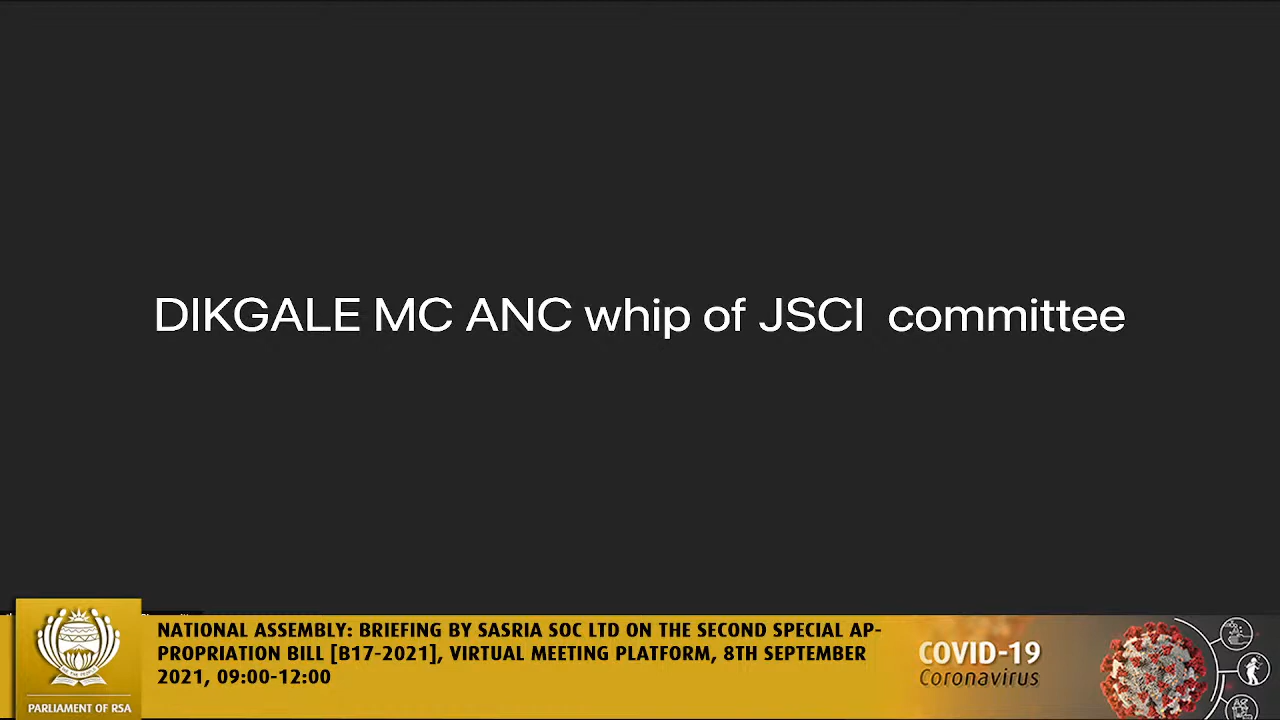 DIKGALE MC ANC whip of JSCI committee
NATIONAL ASSEMBLY: BRIEFING BY SASRIA SOC LTD ON THE SECOND SPECIAL AP-
PROPRIATION BILL [B17-2021], VIRTUAL MEETING PLATFORM, 8TH SEPTEMBER
2021, 09:00-12:00
COVID-19
Coronavirus
PARLIAMENT OF RSA